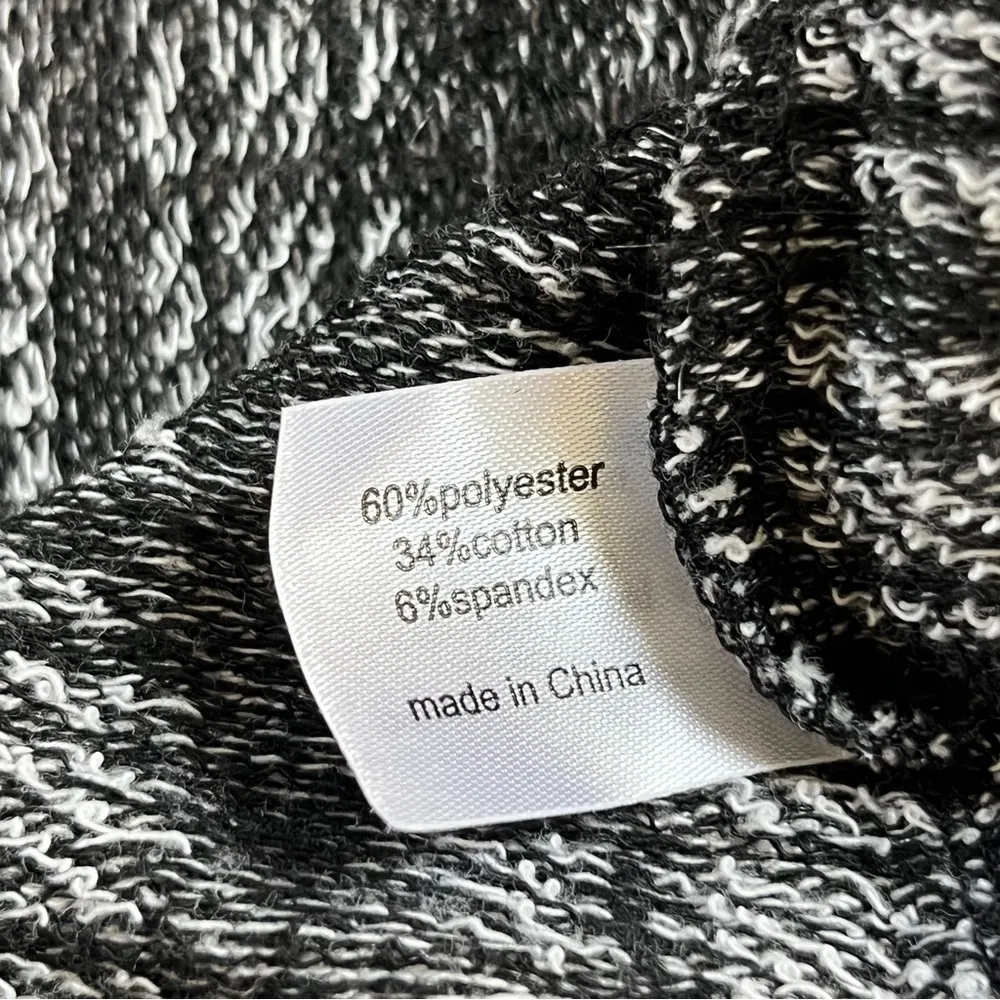 60%polyester
34%cotton
6%spandex
made in China